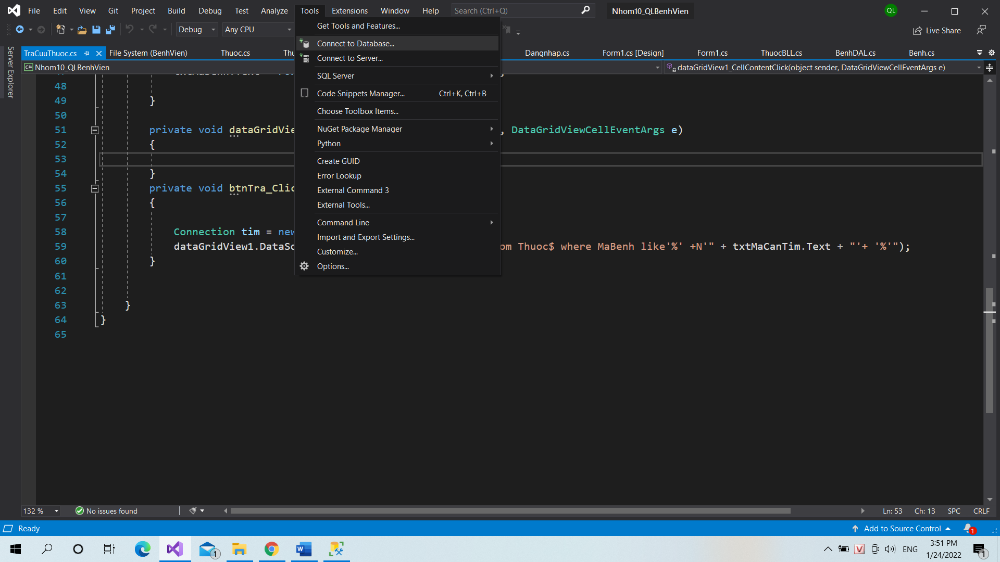 File Edit View Git Project Build Debug Test Analyze Tools Extensions Window Help Search (Ctrl+Q) Nhom10_QLBenhVien QL
Debug Any CPU Live Share
Server Explorer
TraCuuThuoc.cs File System (BenhVien) Thuoc.cs Thu Dangnhap.cs Form1.cs [Design] Form1.cs ThuocBLL.cs BenhDAL.cs Benh.cs
Nhom10_QLBenhVien dataGridView1_CellContentClick(object sender, DataGridViewCellEventArgs e)
Get Tools and Features...
Connect to Database...
Connect to Server...
SQL Server
Code Snippets Manager... Ctrl+K, Ctrl+B
Choose Toolbox Items...
NuGet Package Manager
Python
Create GUID
Error Lookup
External Command 3
External Tools...
Command Line
Import and Export Settings...
Customize...
Options...
48
49 }
50
51 private void dataGridVie , DataGridViewCellEventArgs e)
52 {
53
54 }
55 private void btnTra_Clic
56 {
57
58 Connection tim = new
59 dataGridView1.DataSo om Thuoc$ where MaBenh like'%' +N'" + txtMaCanTim.Text + "'+ '%'");
60 }
61
62
63 }
64 }
65
132 % No issues found Ln: 53 Ch: 13 SPC CRLF
Ready Add to Source Control 1
1 W V ENG 3:51 PM 1
1/24/2022